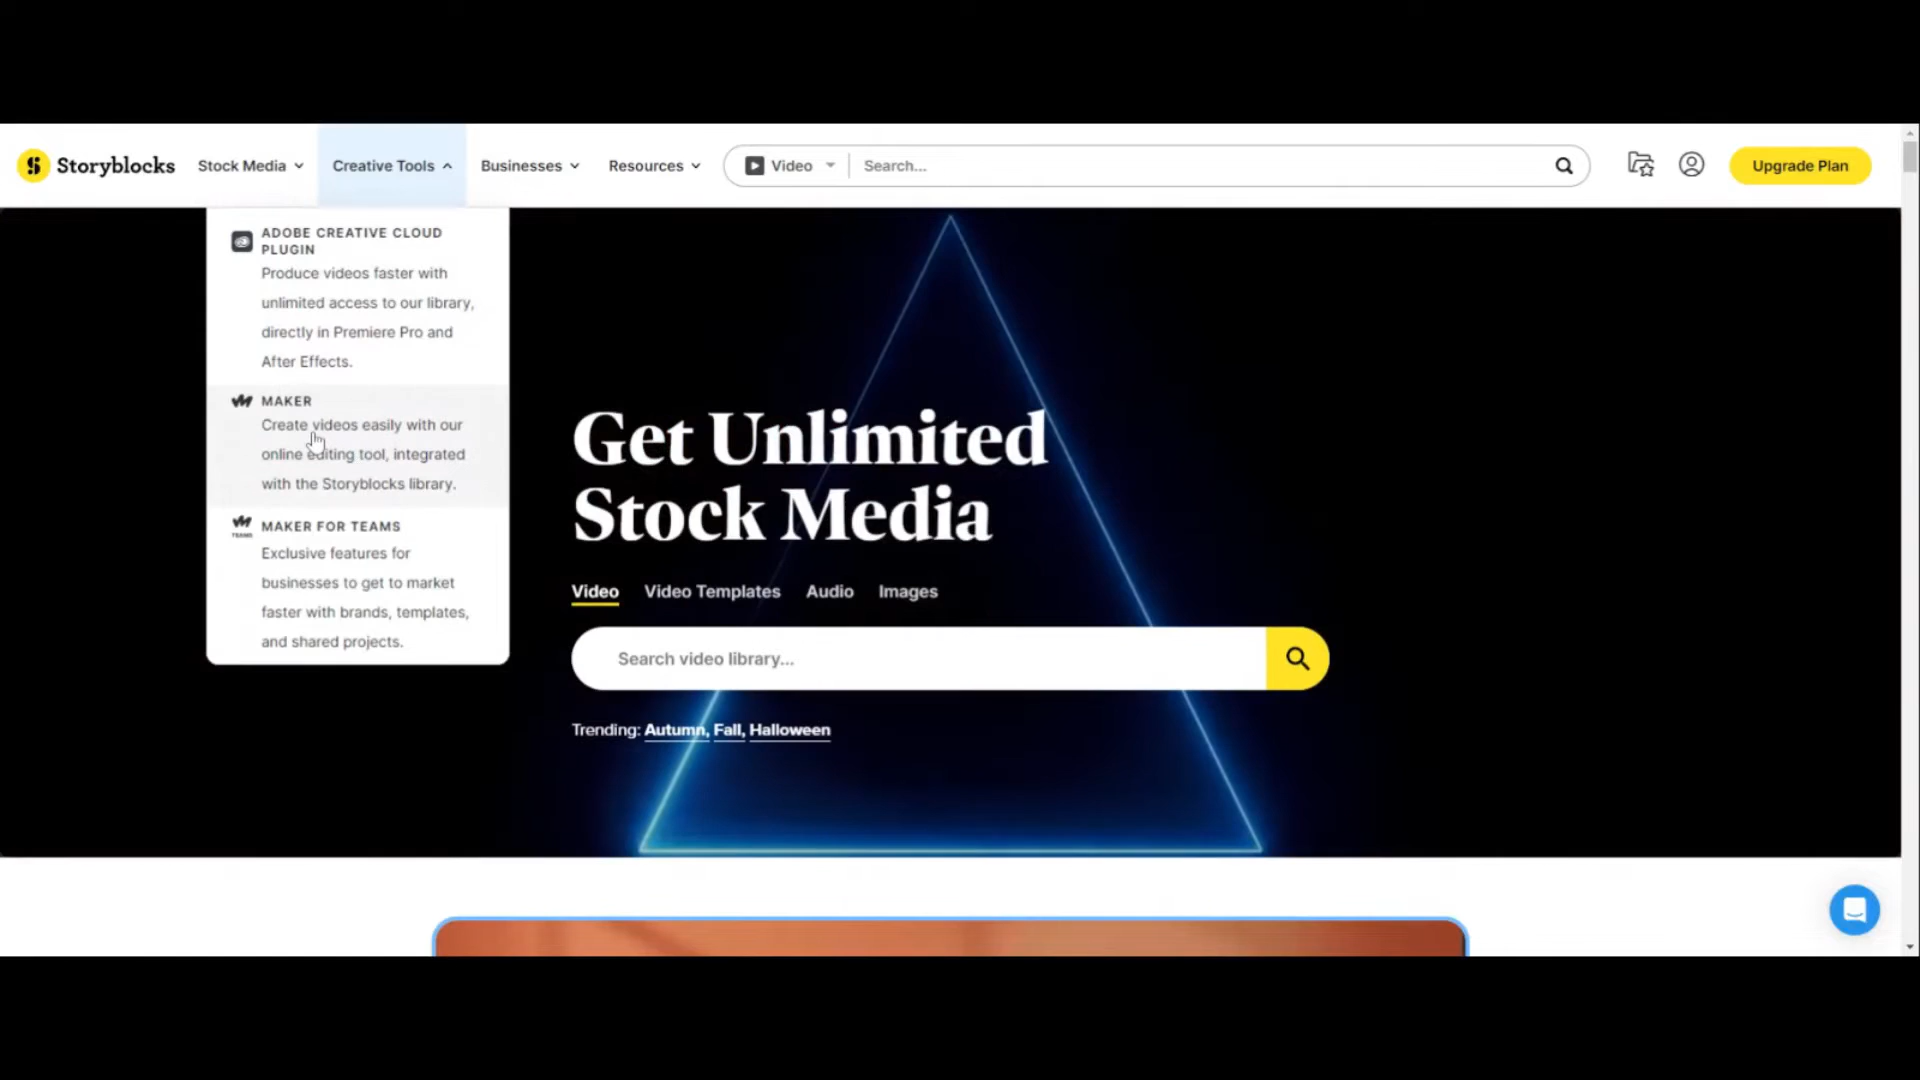 Storyblocks
Stock Media
Creative Tools
Businesses
Resources
Video
Search...
Upgrade Plan
ADOBE CREATIVE CLOUD
PLUGIN
Produce videos faster with
unlimited access to our library,
directly in Premiere Pro and
After Effects.
MAKER
Create videos easily with our
online editing tool, integrated
with the Storyblocks library.
MAKER FOR TEAMS
TEAMS
Exclusive features for
businesses to get to market
faster with brands, templates,
and shared projects.
Get Unlimited
Stock Media
Video
Video Templates
Audio
Images
Search video library...
Trending: Autumn, Fall, Halloween